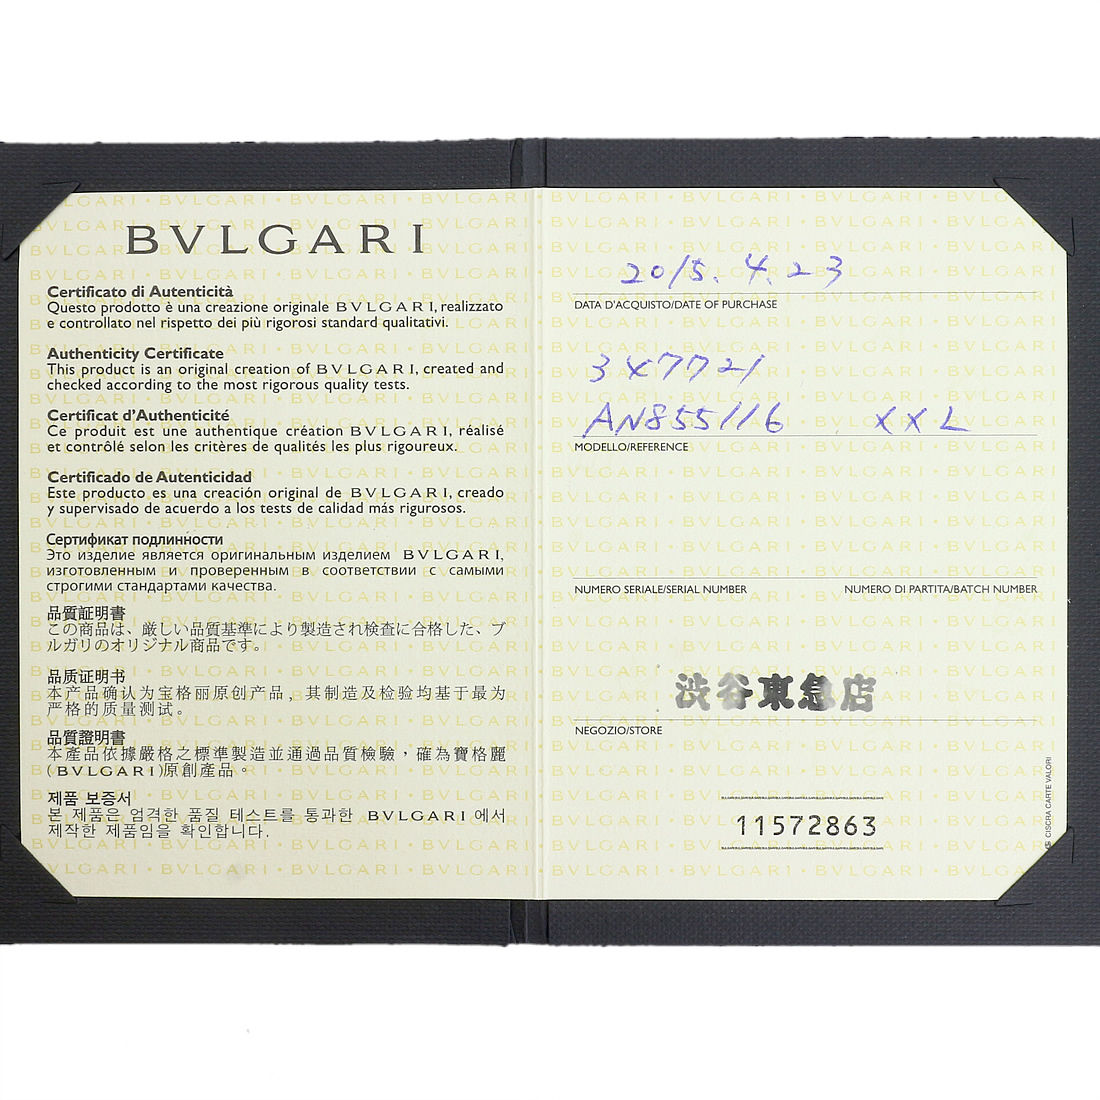 BVLGARI
Certificato di Autenticità
Questo prodotto è una creazione originale BVLGARI, realizzato
e controllato nel rispetto dei più rigorosi standard qualitativi.
Authenticity Certificate
This product is an original creation of BVLGARI, created and
checked according to the most rigorous quality tests.
Certificat d'Authenticité
Ce produit est une authentique création BVLGARI, réalisé
et contrôlé selon les critères de qualités les plus rigoureux.
Certificado de Autenticidad
Este producto es una creación original de BVLGARI, creado
y supervisado de acuerdo a los tests de calidad más rigurosos.
Сертификат подлинности
Это изделие является оригинальным изделием BVLGARI,
изготовленным и проверенным в соответствии с самыми
строгими стандартами качества.
品質証明書
この商品は、厳しい品質基準により製造され検査に合格した、ブ
ルガリのオリジナル商品です。
品质证明书
本产品确认为宝格丽原创产品，其制造及检验均基于最为
严格的质量测试。
品質證明書
本產品依據嚴格之標準製造並通過品質檢驗，確為寶格麗
(BVLGARI)原創產品。
제품 보증서
본 제품은 엄격한 품질 테스트를 통과한 BVLGARI 에서
제작한 제품임을 확인합니다.
2015. 4. 23
DATA D'ACQUISTO/DATE OF PURCHASE
347721
AN855116 XXL
MODELLO/REFERENCE
NUMERO SERIALE/SERIAL NUMBER NUMERO DI PARTITA/BATCH NUMBER
渋谷東急店
NEGOZIO/STORE
11572863
CISCRA CARTE VALORI